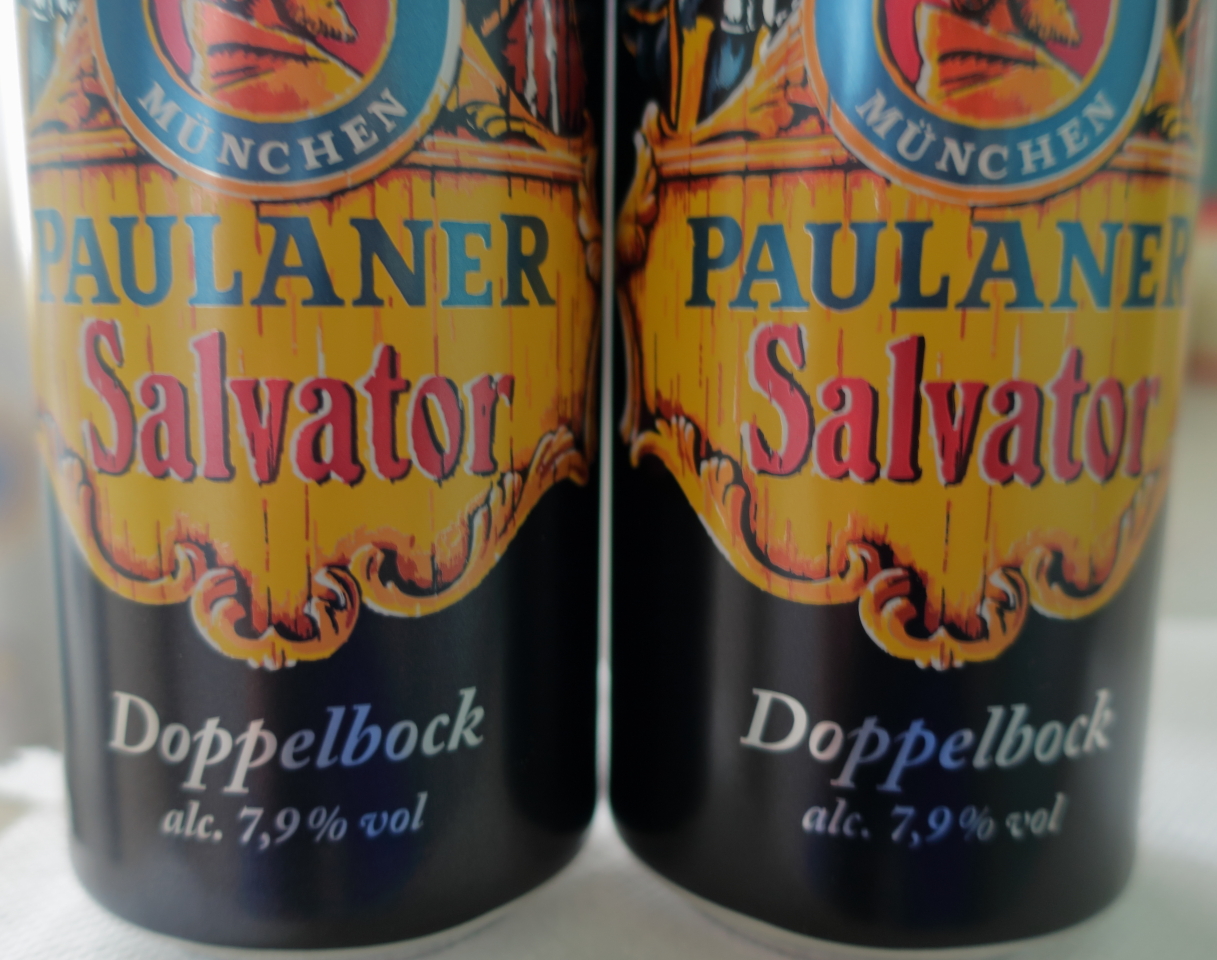 MÜNCHEN
PAULANER
Salvator
Doppelbock
alc. 7,9% vol
MÜNCHEN
PAULANER
Salvator
Doppelbock
alc. 7,9% vol